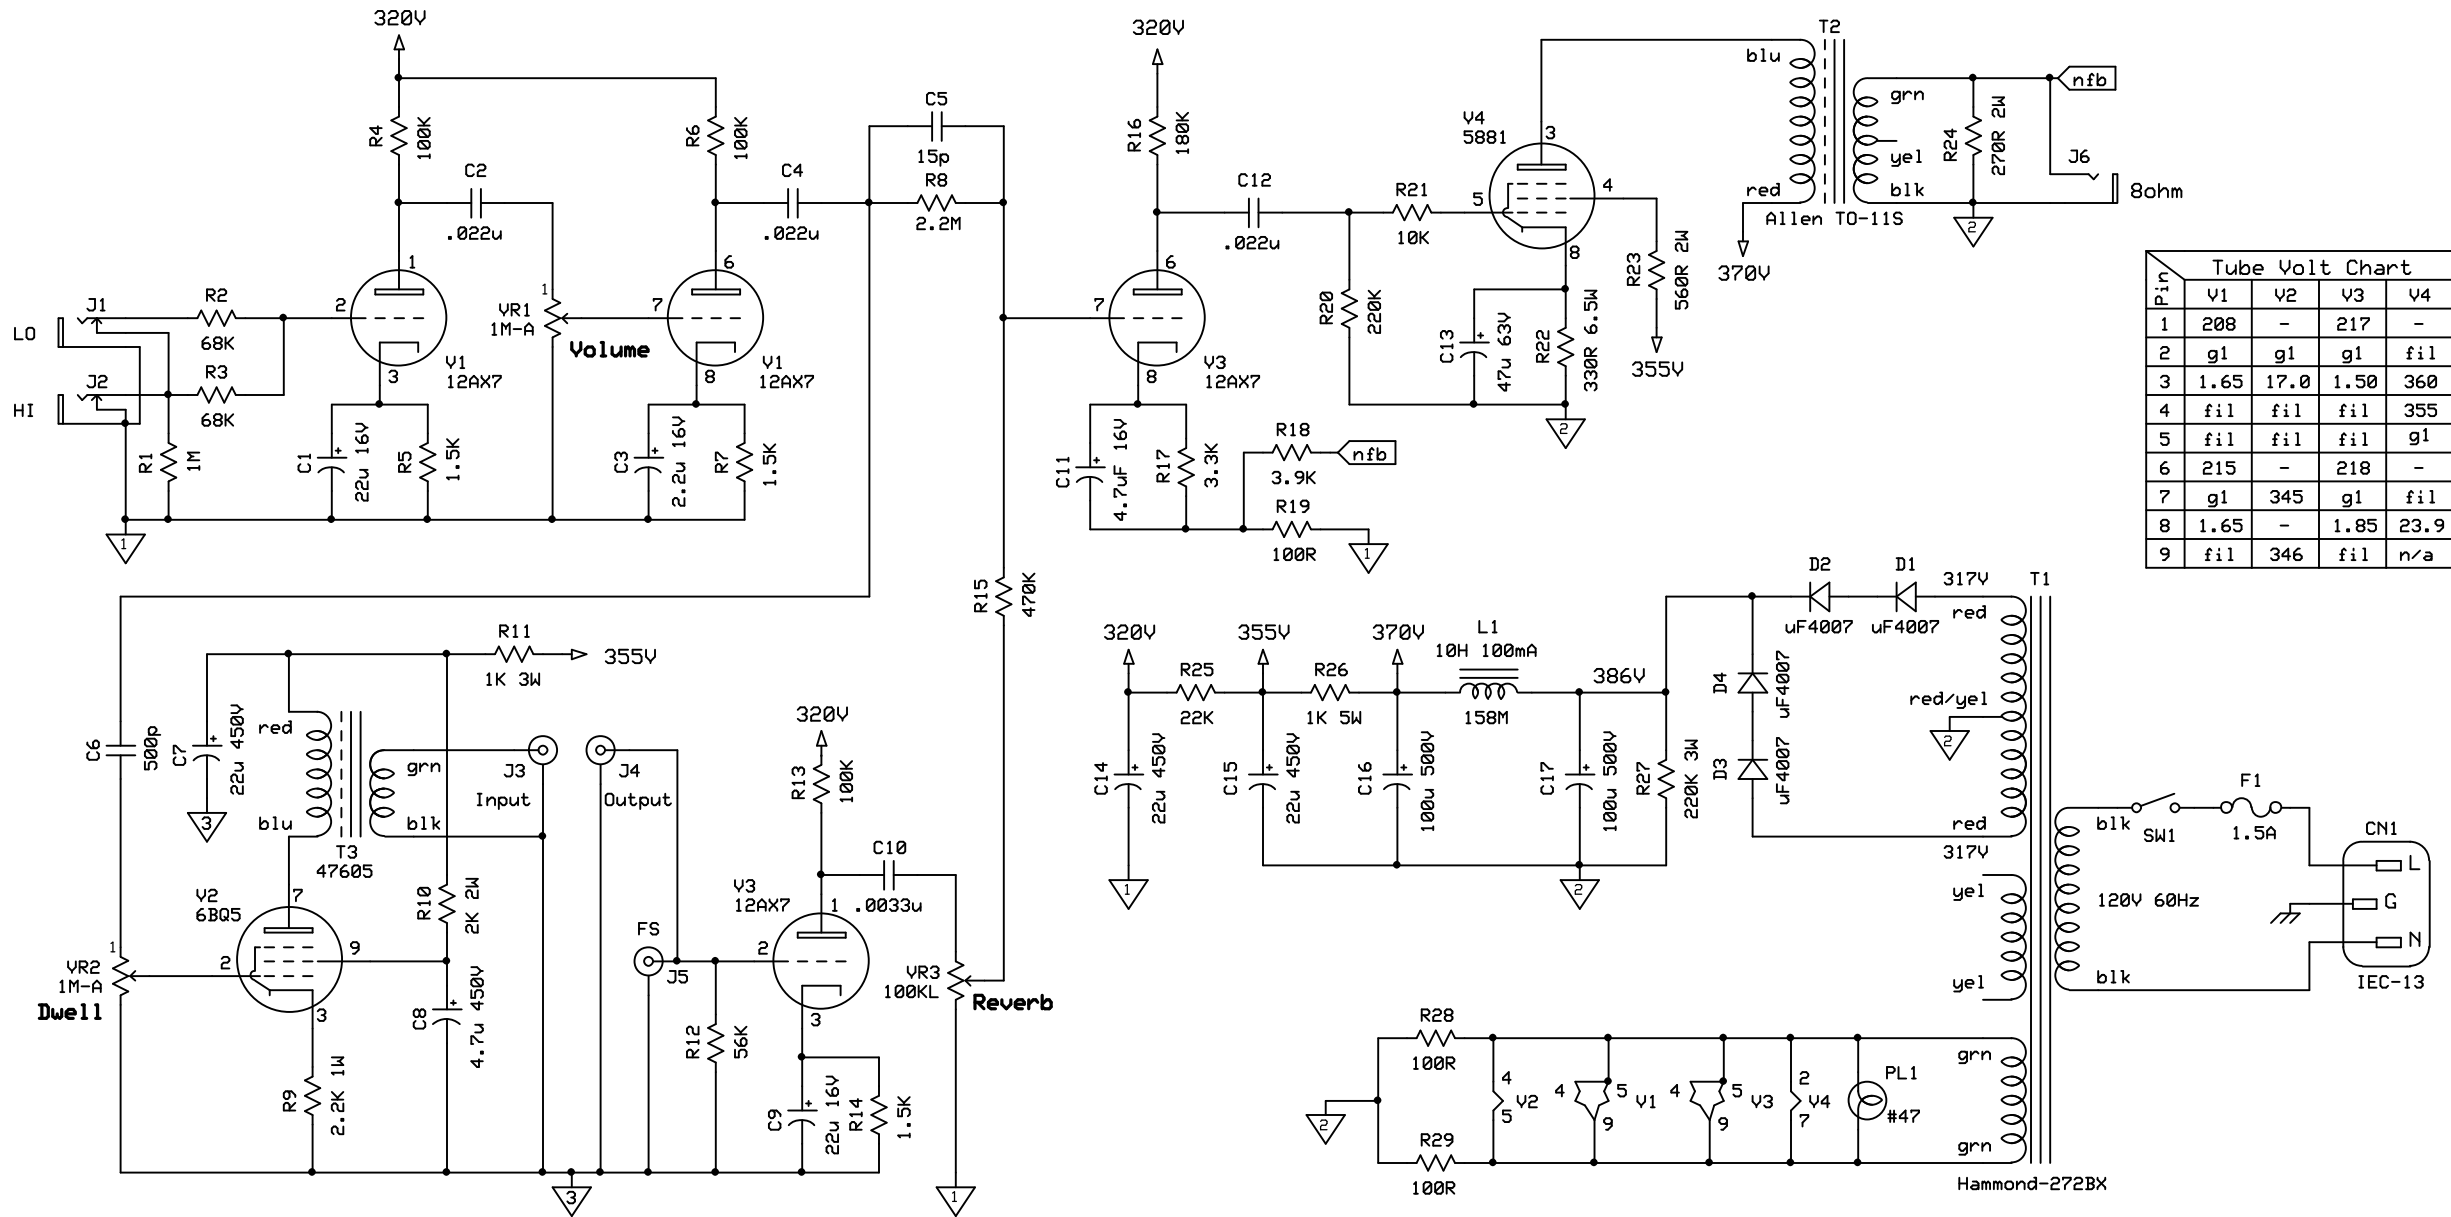 320V
R4
100K
R6
100K
C2
.022u
C4
.022u
C5
15p
R8
2.2M
LO
J1
HI
J2
R2
68K
R3
68K
R1
1M
1
2
3
V1
12AX7
C1
22u 16V
R5
1.5K
1
VR1
1M-A
Volume
6
7
8
V1
12AX7
C3
2.2u 16V
R7
1.5K
1
320V
R16
180K
C12
.022u
6
7
8
V3
12AX7
C11
4.7uF 16V
R17
3.3K
R18
3.9K
nfb
R19
100R
1
R21
10K
R20
220K
V4
5881
3
4
5
8
C13
47u 63V
R22
330R 6.5W
R23
560R 2W
355V
2
T2
blu
red
370V
Allen TO-11S
grn
yel
blk
R24
270R 2W
nfb
J6
8ohm
2
Tube Volt Chart
Pin V1 V2 V3 V4
1 208 - 217 -
2 g1 g1 g1 fil
3 1.65 17.0 1.50 360
4 fil fil fil 355
5 fil fil fil g1
6 215 - 218 -
7 g1 345 g1 fil
8 1.65 - 1.85 23.9
9 fil 346 fil n/a
R15
470K
R11
1K 3W
355V
C6
500p
C7
22u 450V
3
red
blu
T3
47605
grn
blk
J3
Input
J4
Output
V2
6BQ5
7
9
2
3
1
VR2
1M-A
Dwell
R10
2K 2W
C8
4.7u 450V
R9
2.2K 1W
3
FS
J5
R12
56K
320V
R13
100K
C10
.0033u
V3
12AX7
1
2
3
C9
22u 16V
R14
1.5K
VR3
100KL
Reverb
1
320V
R25
22K
355V
R26
1K 5W
370V
L1
10H 100mA
158M
386V
C14
22u 450V
C15
22u 450V
C16
100u 500V
C17
100u 500V
R27
220K 3W
1
2
D2
uF4007
D1
uF4007
D4
uF4007
D3
uF4007
317V
red
red/yel
2
red
317V
T1
yel
yel
blk
SW1
F1
1.5A
CN1
L
G
N
IEC-13
120V 60Hz
blk
R28
100R
R29
100R
2
4
V2
5
4
5
V1
9
4
5
V3
9
2
V4
7
PL1
#47
grn
grn
Hammond-272BX